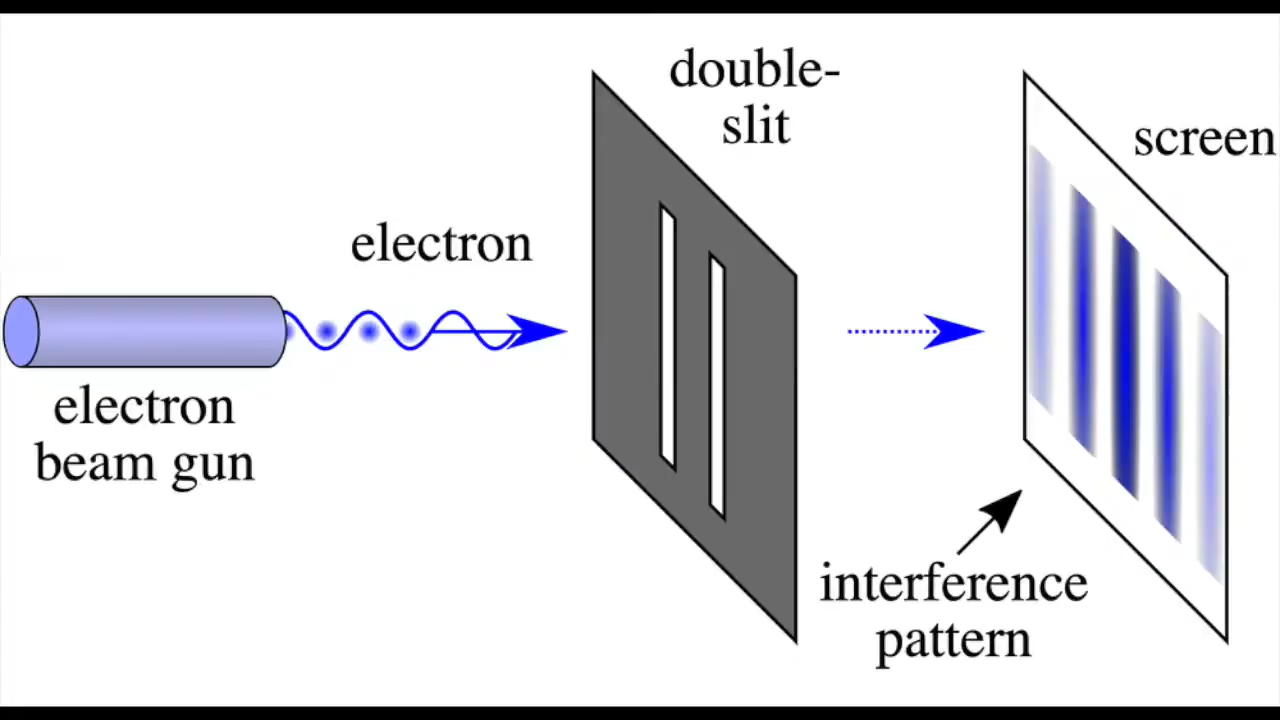 double-
slit
screen
electron
electron
beam gun
interference
pattern